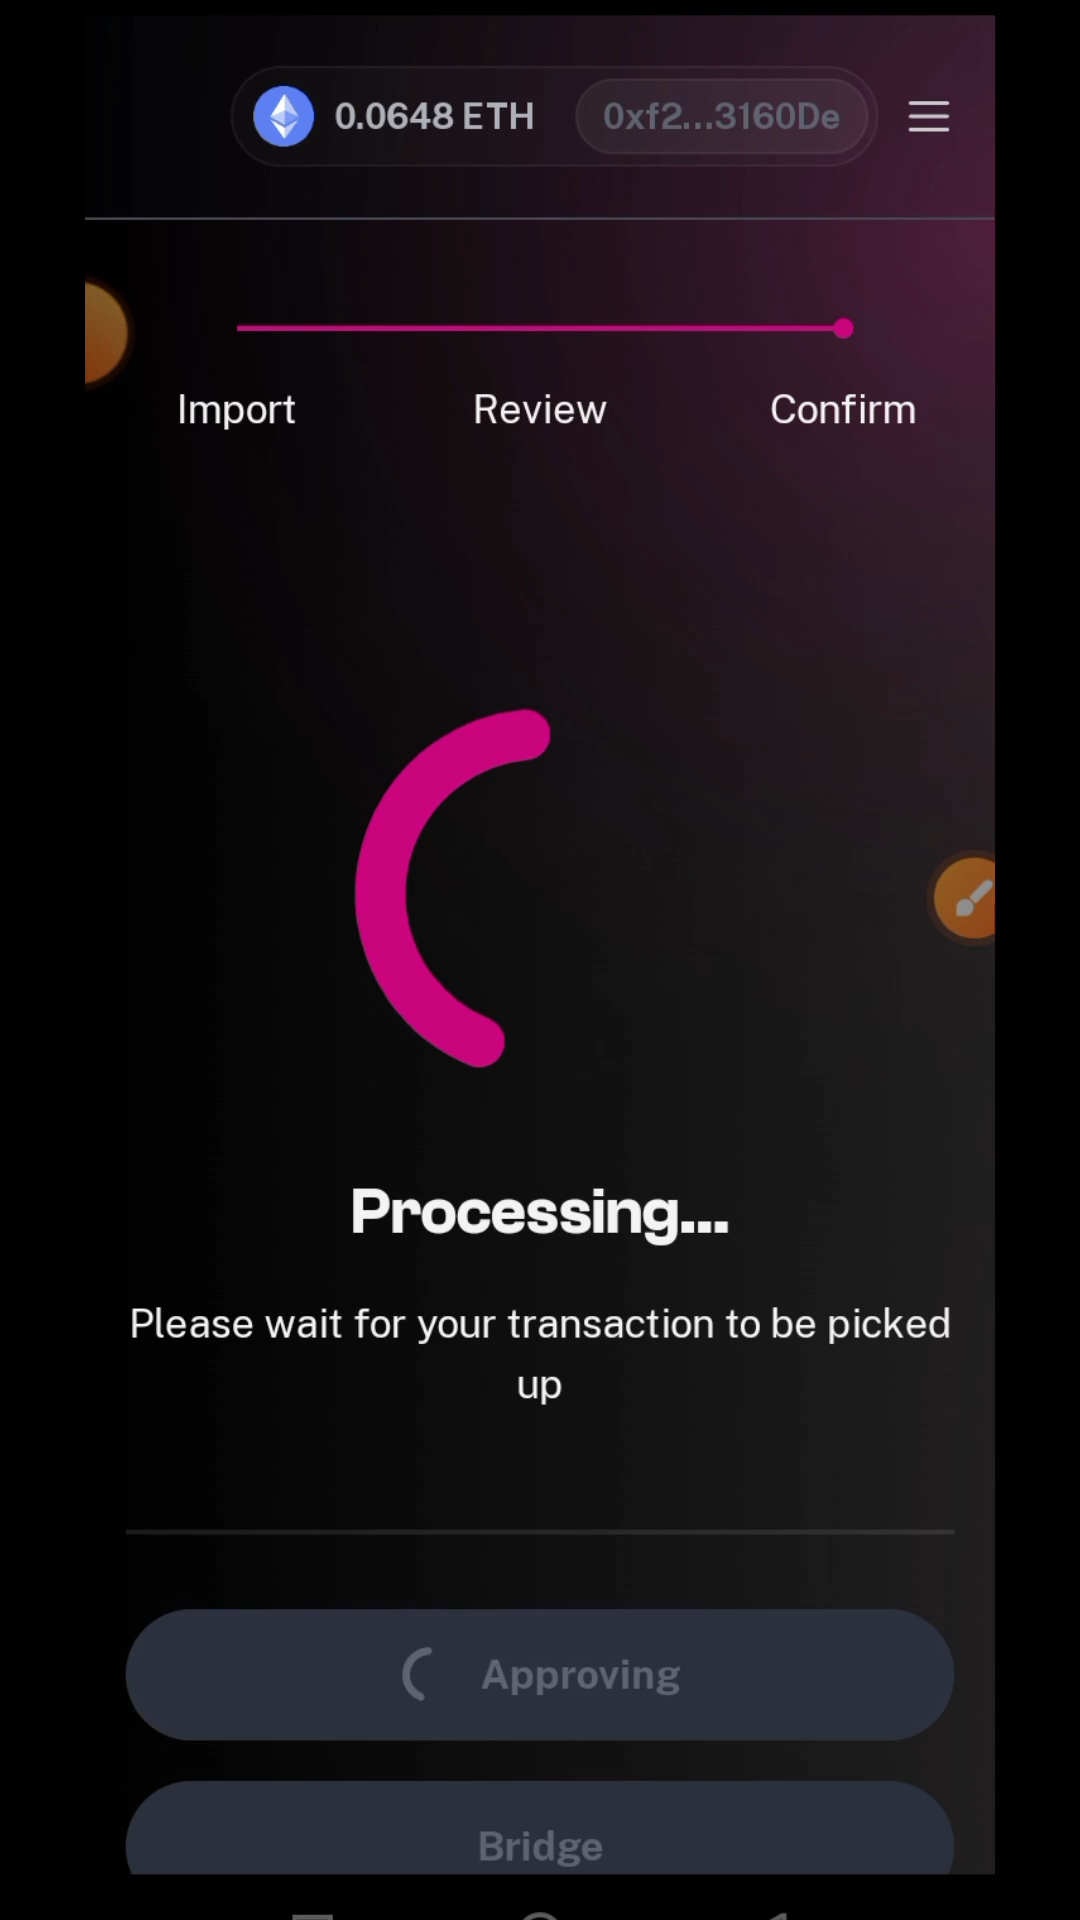 0.0648 ETH 0xf2...3160De
Import Review Confirm
Processing...
Please wait for your transaction to be picked
up
Approving
Bridge